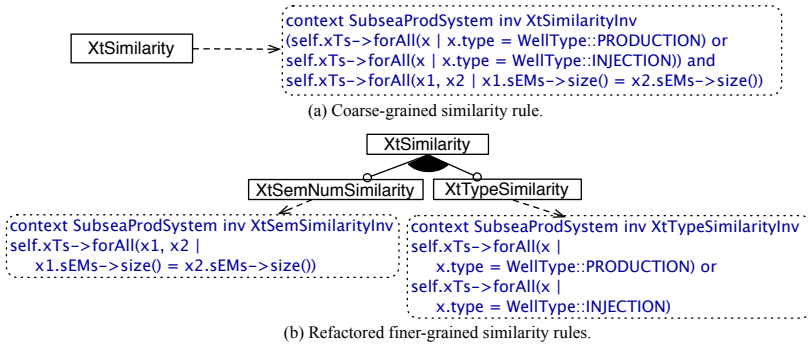 XtSimilarity
context SubseaProdSystem inv XtSimilarityInv
(self.xTs->forAll(x | x.type = WellType::PRODUCTION) or
self.xTs->forAll(x | x.type = WellType::INJECTION)) and
self.xTs->forAll(x1, x2 | x1.sEMs->size() = x2.sEMs->size())
(a) Coarse-grained similarity rule.
XtSimilarity
XtSemNumSimilarity
XtTypeSimilarity
context SubseaProdSystem inv XtSemSimilarityInv
self.xTs->forAll(x1, x2 |
x1.sEMs->size() = x2.sEMs->size())
context SubseaProdSystem inv XtTypeSimilarityInv
self.xTs->forAll(x |
x.type = WellType::PRODUCTION) or
self.xTs->forAll(x |
x.type = WellType::INJECTION)
(b) Refactored finer-grained similarity rules.